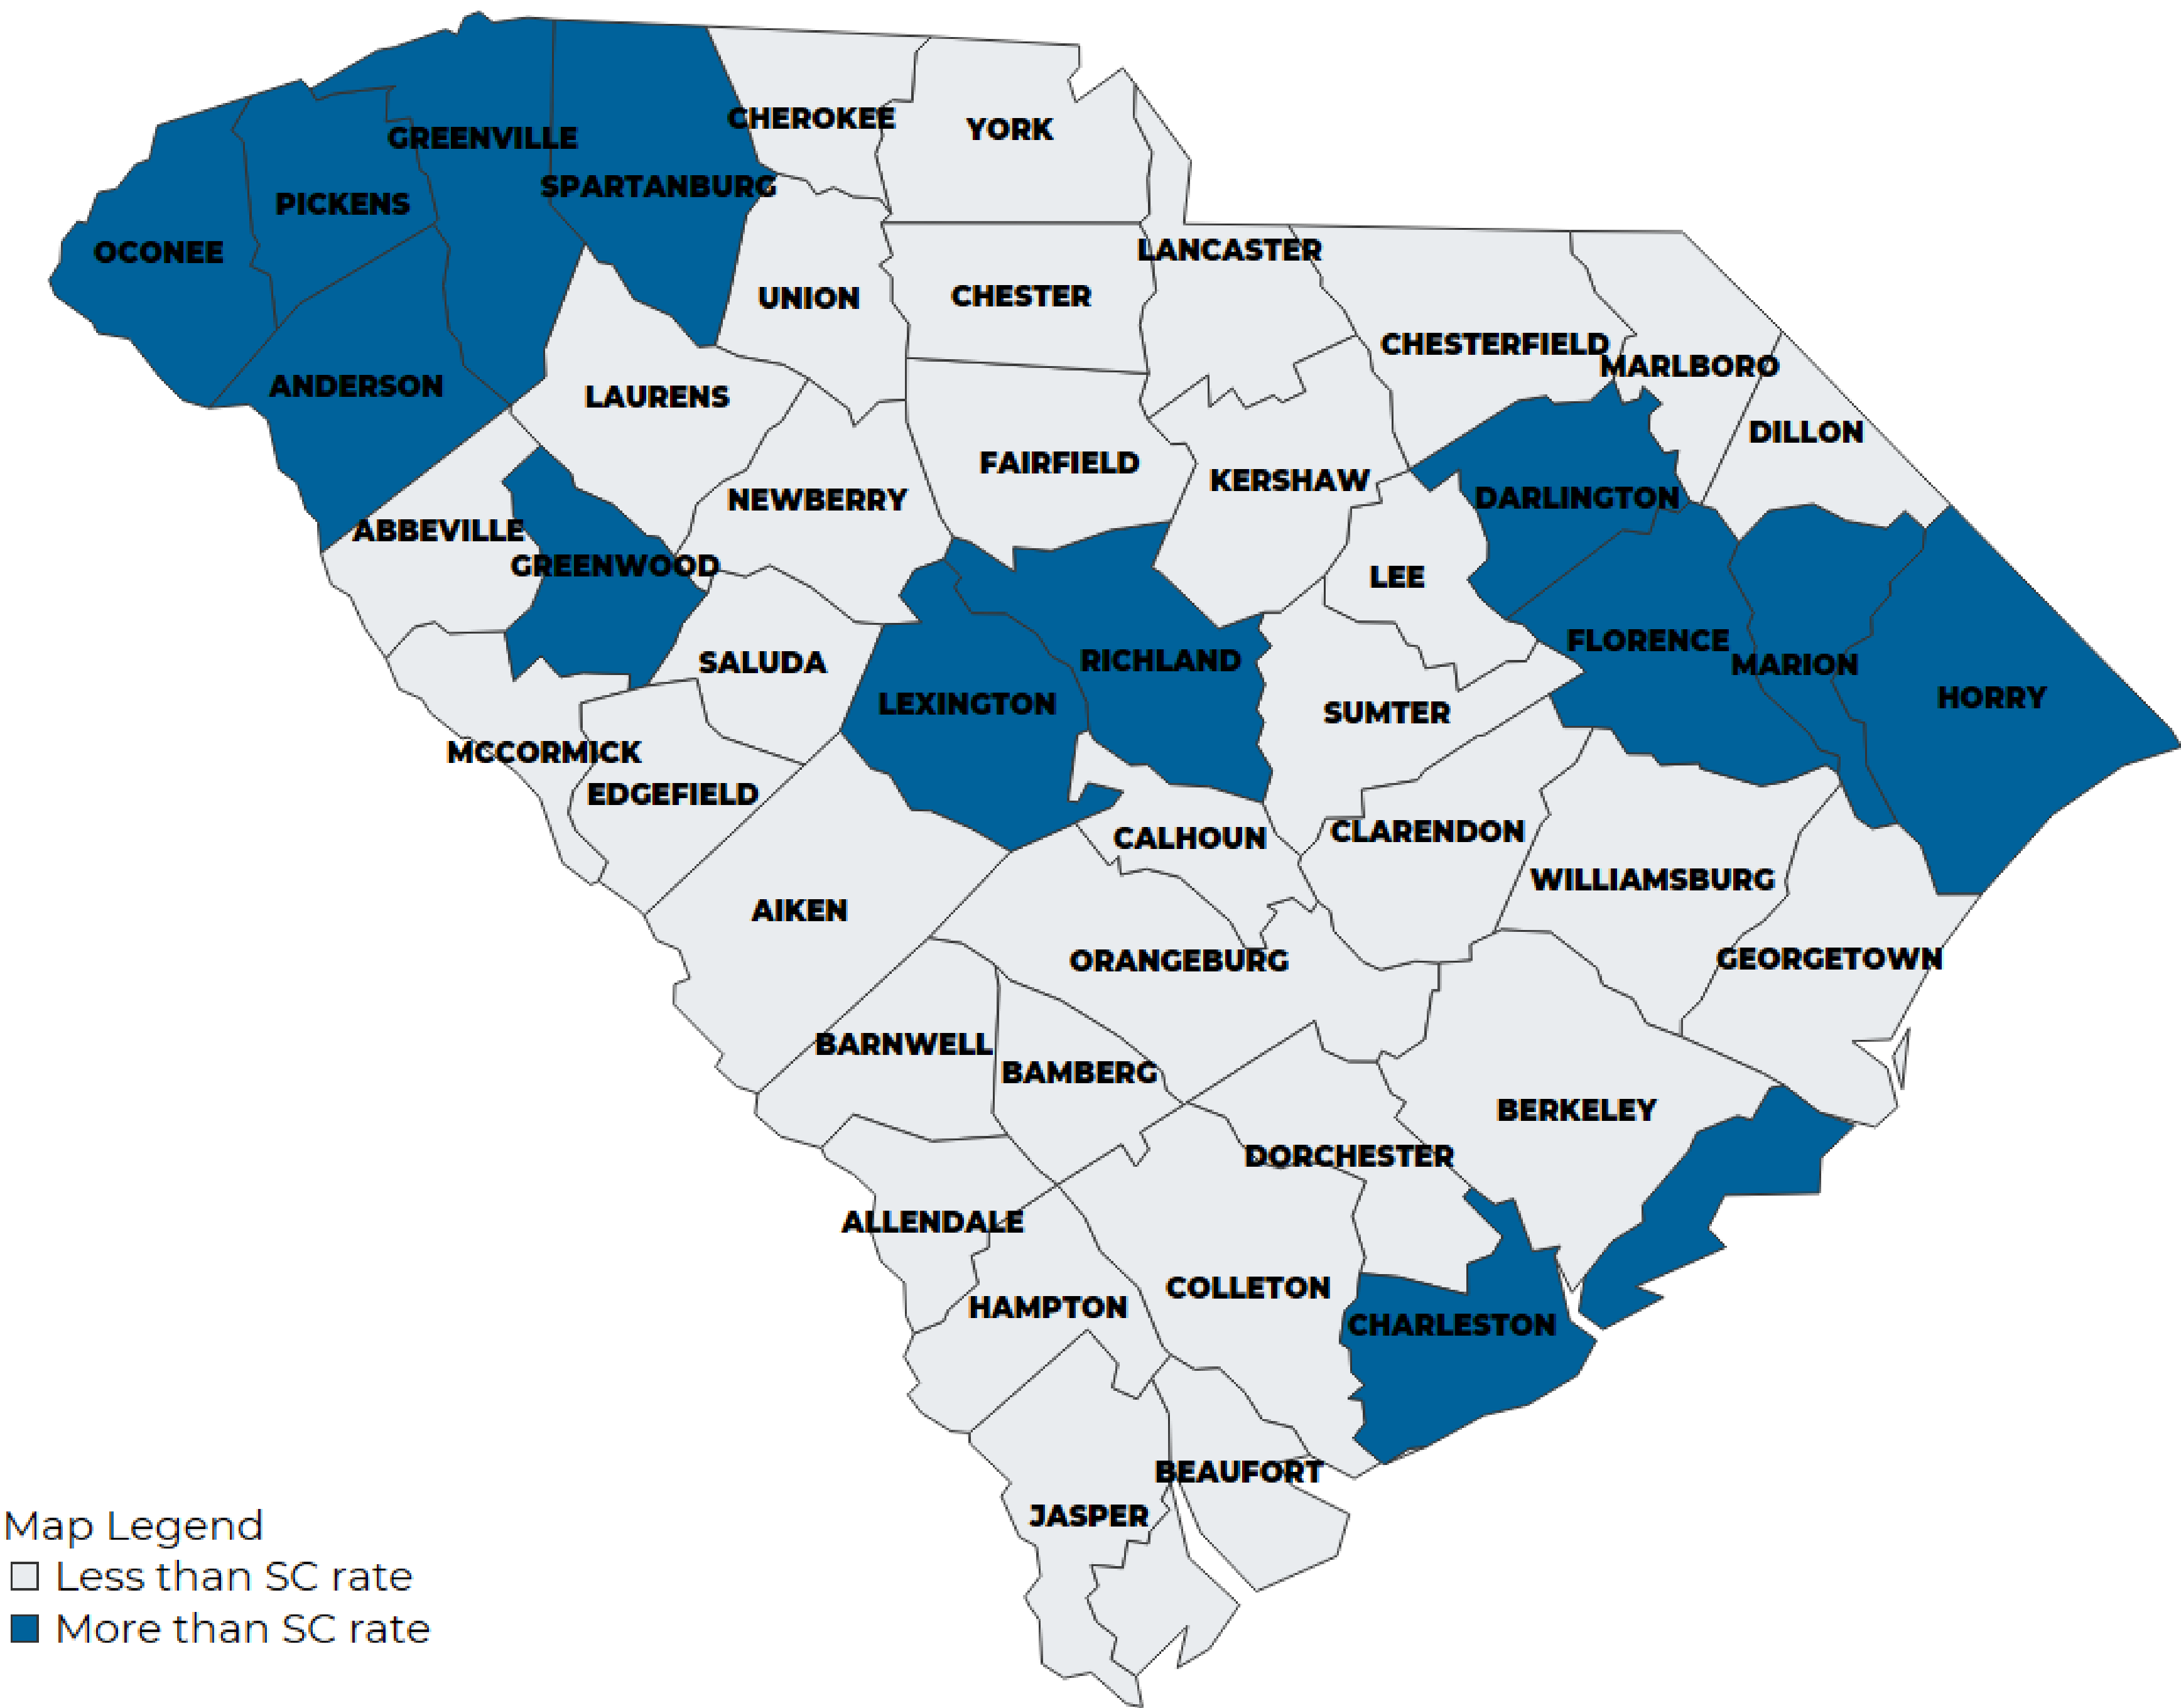 CHEROKEE
YORK
GREENVILLE
SPARTANBURG
PICKENS
OCONEE
LANCASTER
UNION
CHESTER
CHESTERFIELD
MARLBORO
ANDERSON
LAURENS
DILLON
FAIRFIELD
KERSHAW
NEWBERRY
DARLINGTON
ABBEVILLE
GREENWOOD
LEE
FLORENCE
SALUDA
RICHLAND
MARION
LEXINGTON
HORRY
SUMTER
MCCORMICK
EDGEFIELD
CALHOUN
CLARENDON
WILLIAMSBURG
AIKEN
ORANGEBURG
GEORGETOWN
BARNWELL
BAMBERG
BERKELEY
DORCHESTER
ALLENDALE
COLLETON
HAMPTON
CHARLESTON
BEAUFORT
JASPER
Map Legend
Less than SC rate
More than SC rate